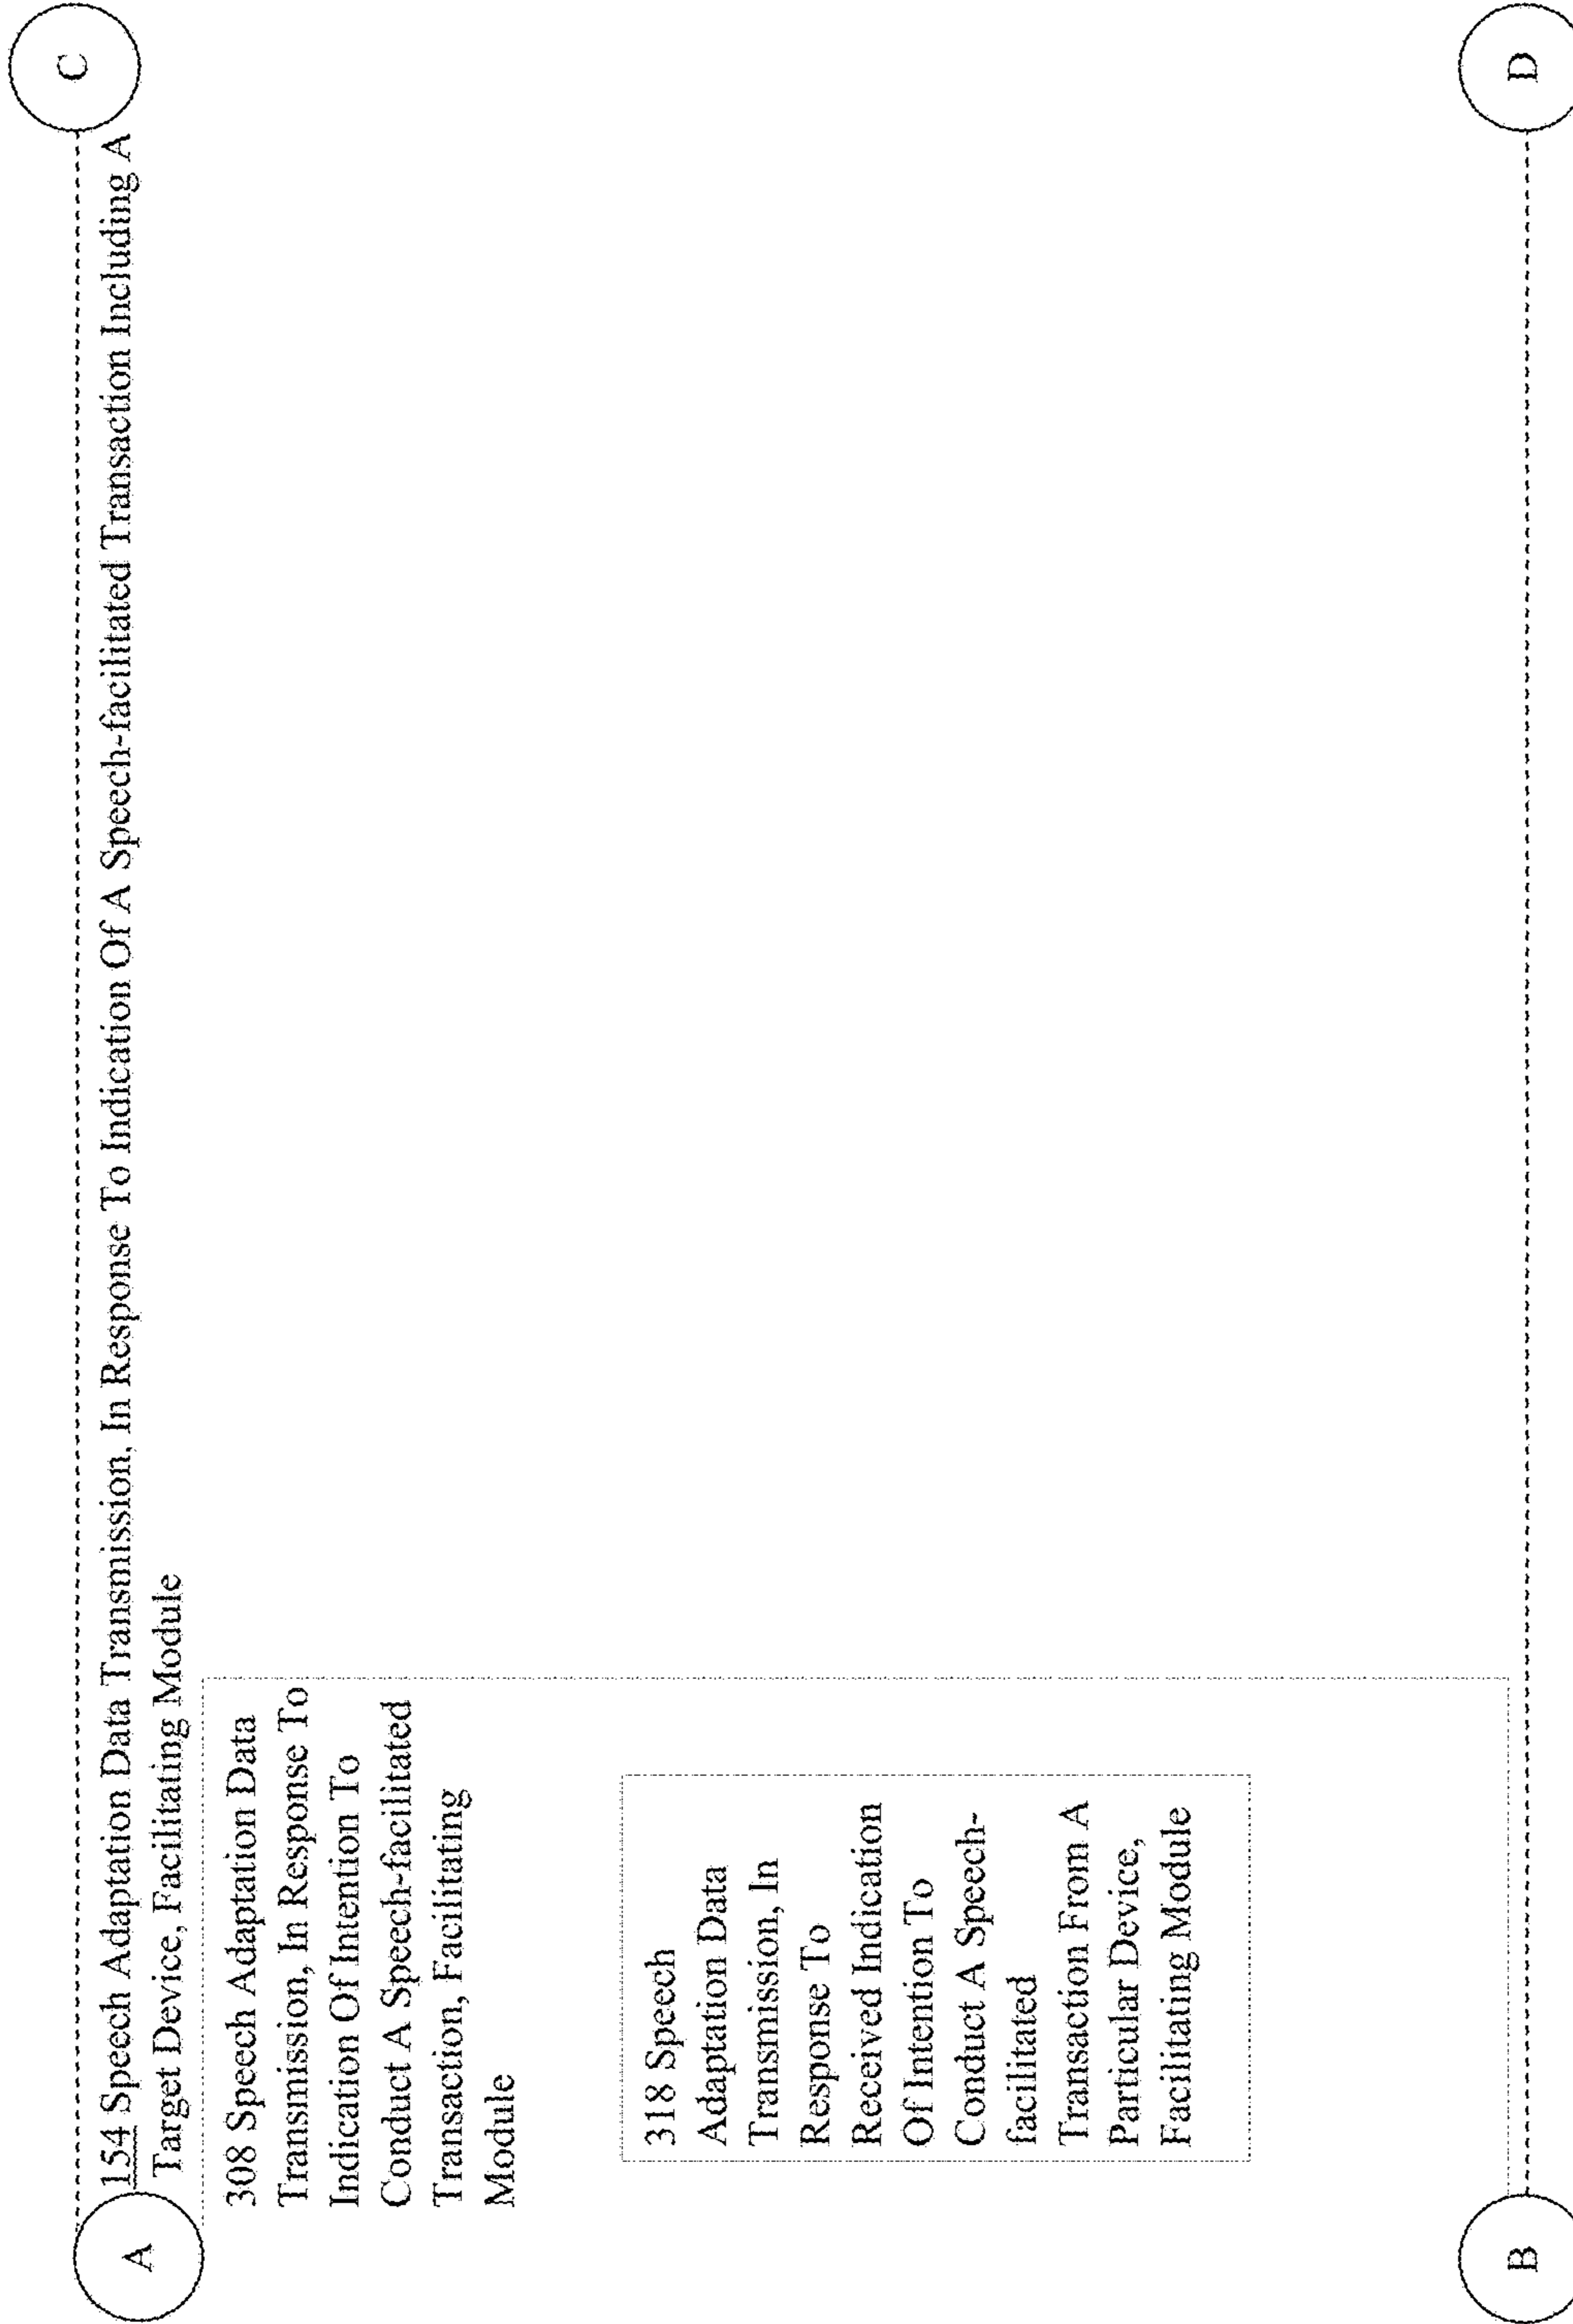 A
C
154 Speech Adaptation Data Transmission, In Response To Indication Of A Speech-facilitated Transaction Including A
Target Device, Facilitating Module
308 Speech Adaptation Data
Transmission, In Response To
Indication Of Intention To
Conduct A Speech-facilitated
Transaction, Facilitating
Module
318 Speech
Adaptation Data
Transmission, In
Response To
Received Indication
Of Intention To
Conduct A Speech-
facilitated
Transaction From A
Particular Device,
Facilitating Module
B
D